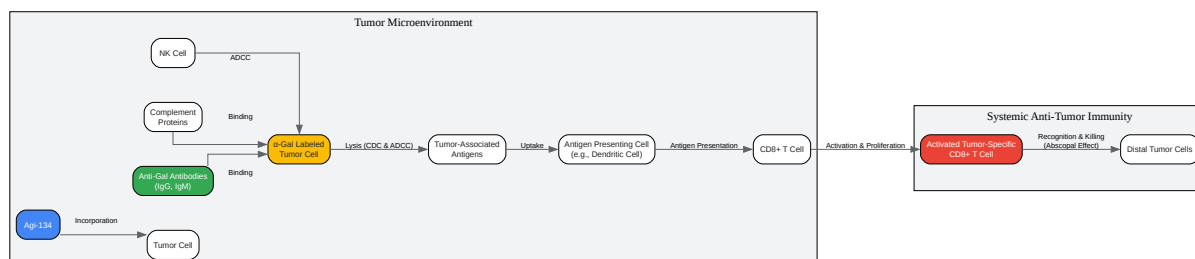 Tumor Microenvironment
NK Cell
ADCC
Complement
Proteins
Binding
α-Gal Labeled
Tumor Cell
Lysis (CDC & ADCC)
Tumor-Associated
Antigens
Uptake
Antigen Presenting Cell
(e.g., Dendritic Cell)
Antigen Presentation
CD8+ T Cell
Activation & Proliferation
Anti-Gal Antibodies
(IgG, IgM)
Binding
Agi-134
Incorporation
Tumor Cell
Systemic Anti-Tumor Immunity
Activated Tumor-Specific
CD8+ T Cell
Recognition & Killing
(Abscopal Effect)
Distal Tumor Cells